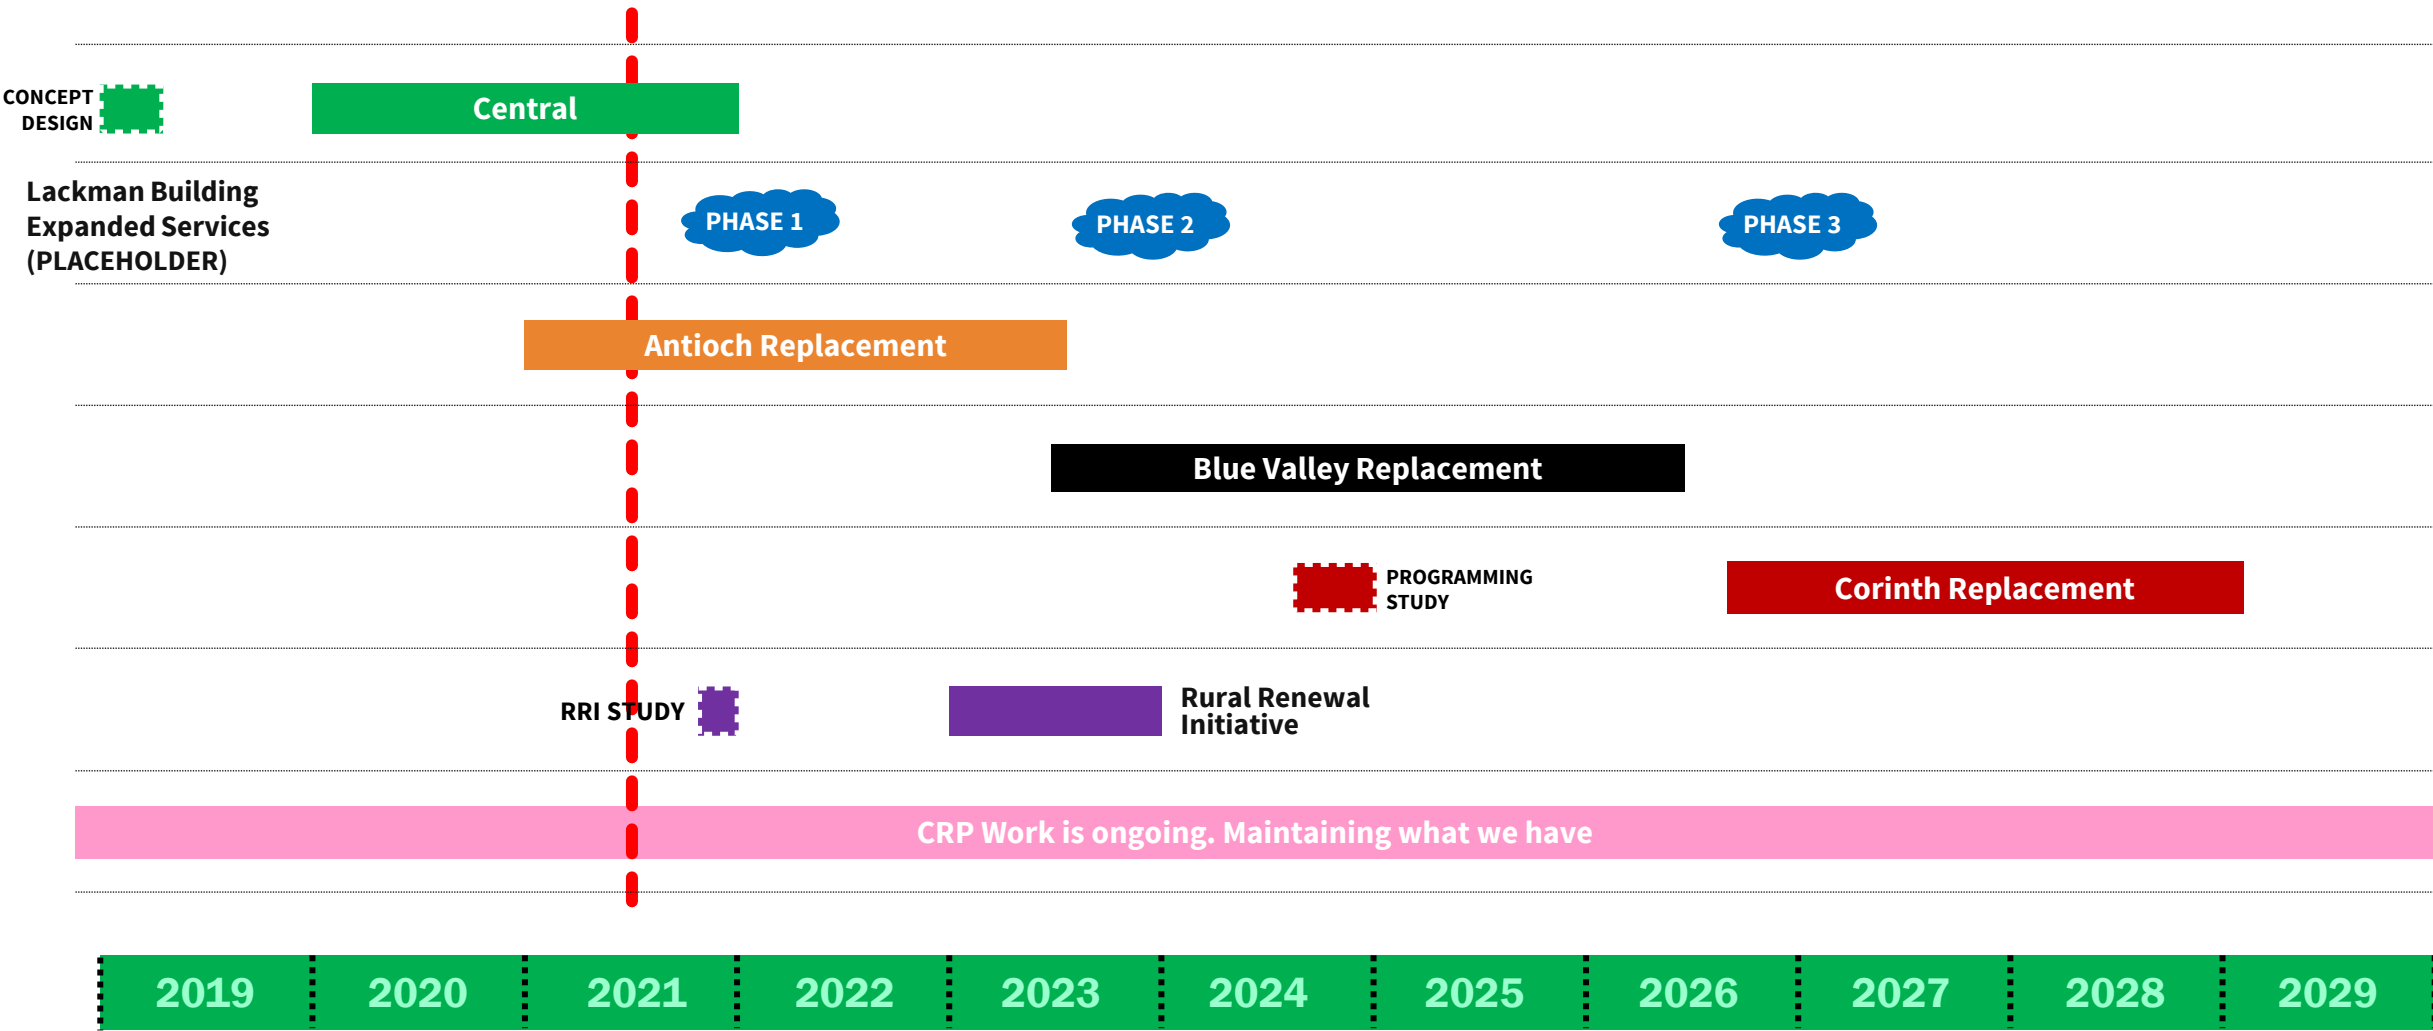 CONCEPT
DESIGN
Central
Lackman Building
Expanded Services
(PLACEHOLDER)
PHASE 1
PHASE 2
PHASE 3
Antioch Replacement
Blue Valley Replacement
PROGRAMMING
STUDY
Corinth Replacement
RRI STUDY
Rural Renewal
Initiative
CRP Work is ongoing. Maintaining what we have
2019 2020 2021 2022 2023 2024 2025 2026 2027 2028 2029